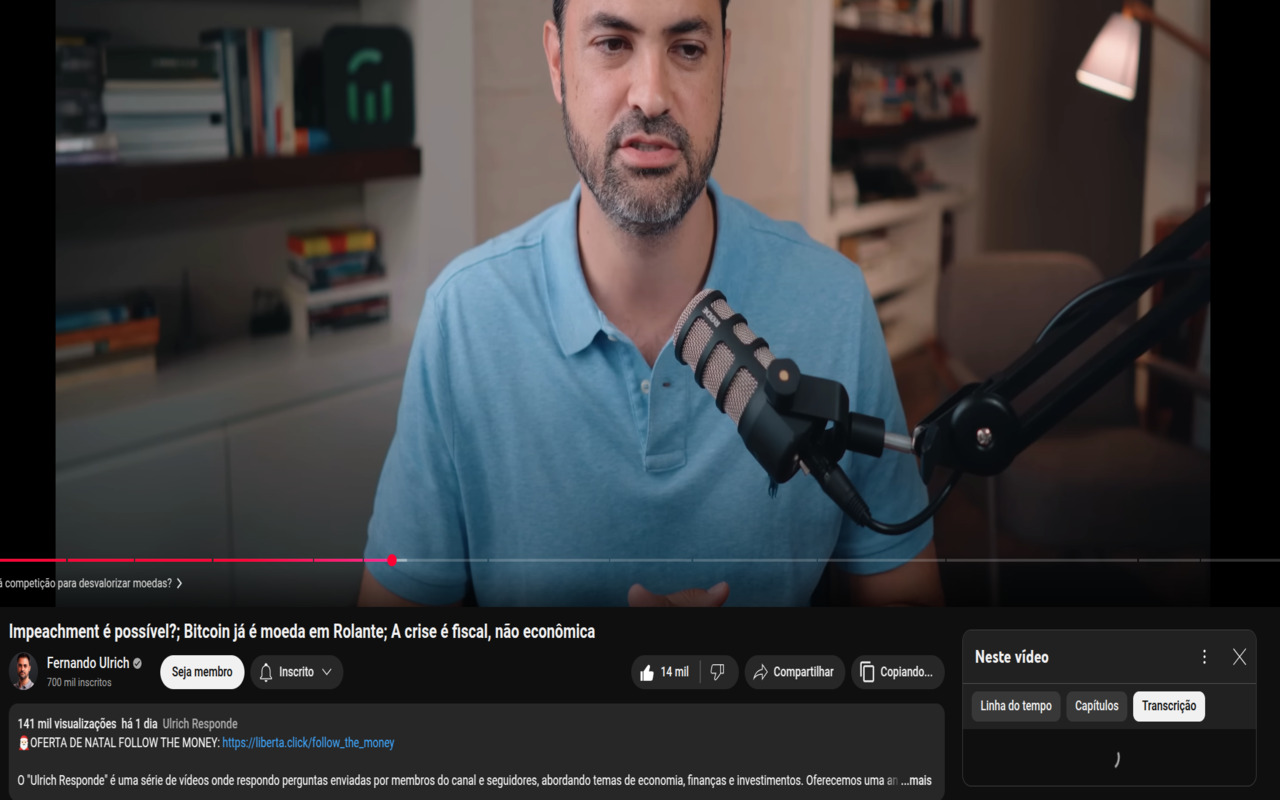 competição para desvalorizar moedas?
Impeachment é possível?; Bitcoin já é moeda em Rolante; A crise é fiscal, não econômica
Fernando Ulrich
700 mil inscritos
Seja membro
Inscrito
14 mil
Compartilhar
Copiando...
141 mil visualizações há 1 dia Ulrich Responde
🎅OFERTA DE NATAL FOLLOW THE MONEY: https://liberta.click/follow_the_money
O "Ulrich Responde" é uma série de vídeos onde respondo perguntas enviadas por membros do canal e seguidores, abordando temas de economia, finanças e investimentos. Oferecemos uma ...mais
Neste vídeo
Linha do tempo
Capítulos
Transcrição